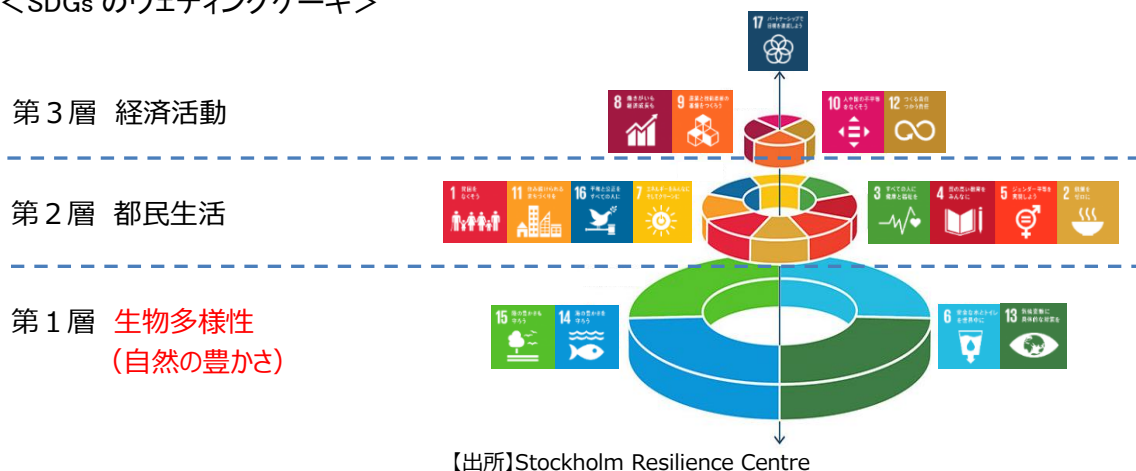 ＜SDGs のウェディングケーキ＞
17 パートナーシップで
目標を達成しよう
第３層 経済活動
8 働きがいも
経済成長も
9 産業と技術革新の
基盤をつくろう
10 人や国の不平等
をなくそう
12 つくる責任
つかう責任
第２層 都民生活
1 貧困を
なくそう
11 住み続けられる
まちづくりを
16 平和と公正を
すべての人に
7 エネルギーをみんなに
そしてクリーンに
3 すべての人に
健康と福祉を
4 質の高い教育を
みんなに
5 ジェンダー平等を
実現しよう
2 飢餓を
ゼロに
第１層 生物多様性
（自然の豊かさ）
15 陸の豊かさも
守ろう
14 海の豊かさを
守ろう
6 安全な水とトイレ
を世界中に
13 気候変動に
具体的な対策を
【出所】Stockholm Resilience Centre